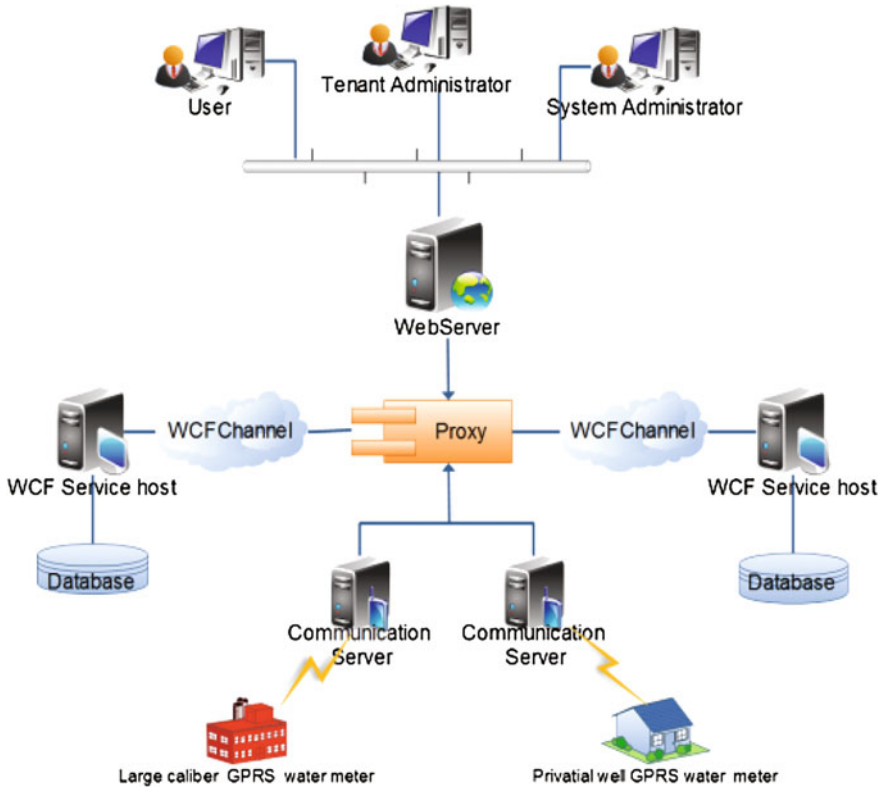 User
Tenant Administrator
System Administrator
WebServer
WCFChannel
Proxy
WCFChannel
WCF Service host
WCF Service host
Database
Database
Communication
Server
Communication
Server
Large caliber GPRS water meter
Privatial well GPRS water meter